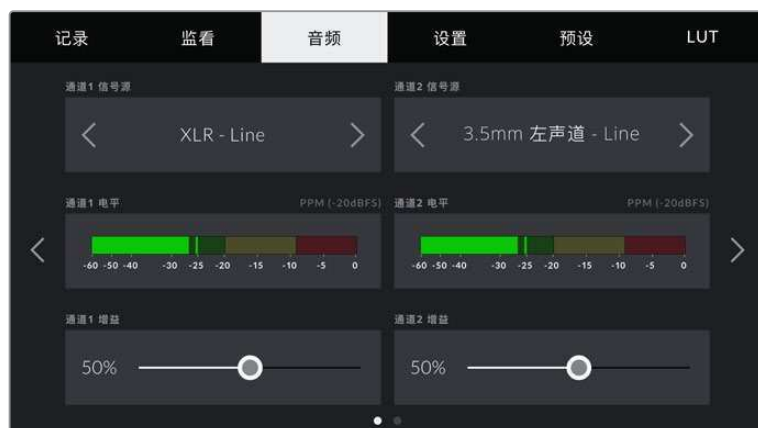 记录 监看 音频 设置 预设 LUT
通道1 信号源 通道2 信号源
XLR - Line 3.5mm 左声道 - Line
通道1 电平 PPM (-20dBFS) 通道2 电平 PPM (-20dBFS)
-60 -50 -40 -30 -25 -20 -15 -10 -5 0 -60 -50 -40 -30 -25 -20 -15 -10 -5 0
通道1 增益 通道2 增益
50% 50%